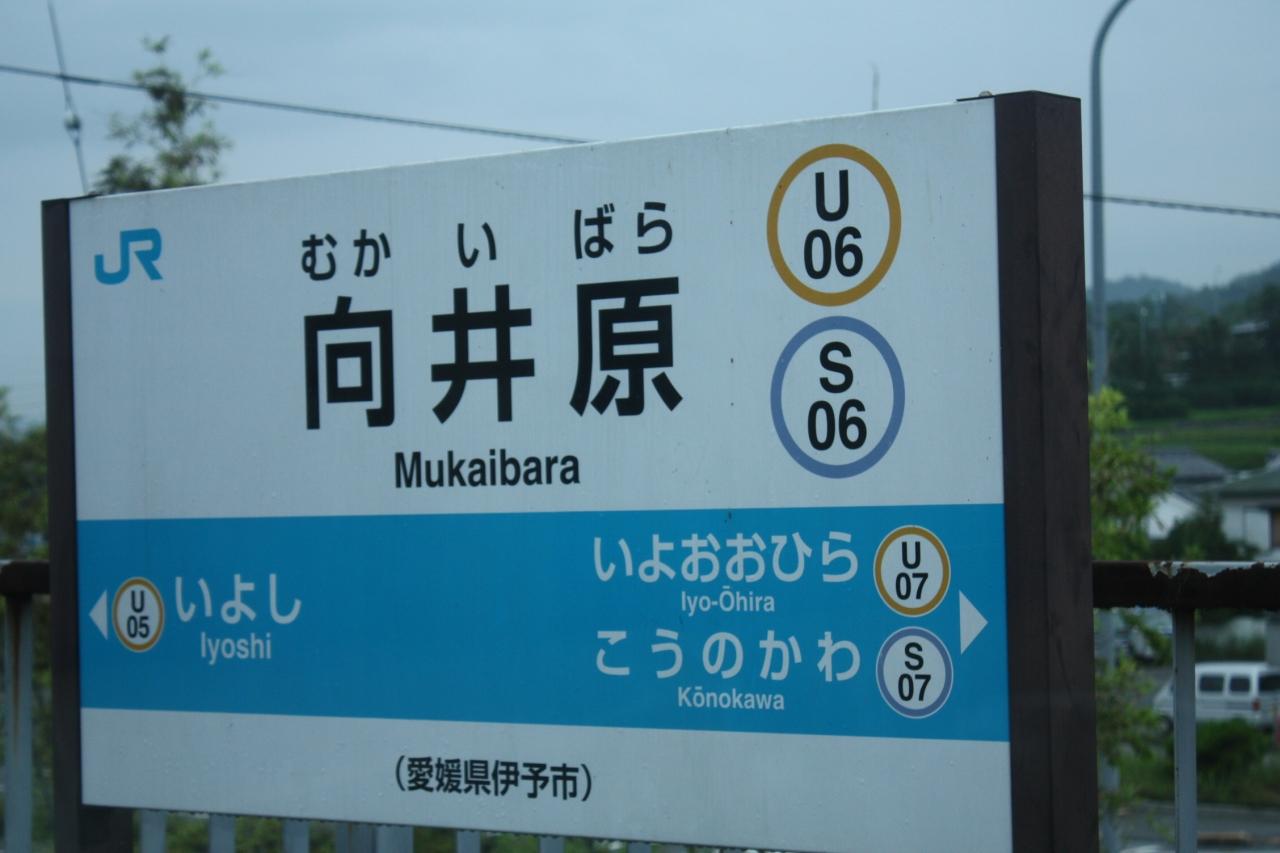 JR
むかいばら
向井原
Mukaibara
U
06
S
06
U
05
いよし
Iyoshi
いよおおひら
Iyo-Ōhira
U
07
こうのかわ
Kōnokawa
S
07
(愛媛県伊予市)